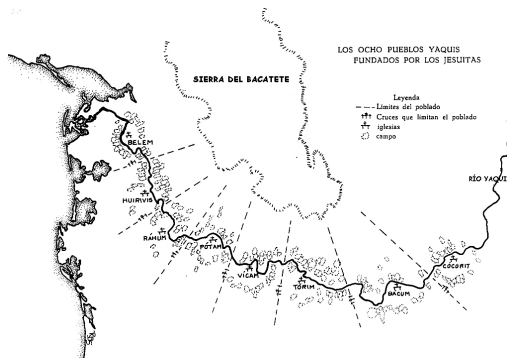 LOS OCHO PUEBLOS YAQUIS
FUNDADOS POR LOS JESUITAS
SIERRA DEL BACATETE
Leyenda
Límites del poblado
Cruces que limitan el poblado
iglesias
campo
RÍO YAQUI
BELEM
HUIRIVIS
RAHUM
POTAM
VICAM
TORIM
BACUM
COCORIT